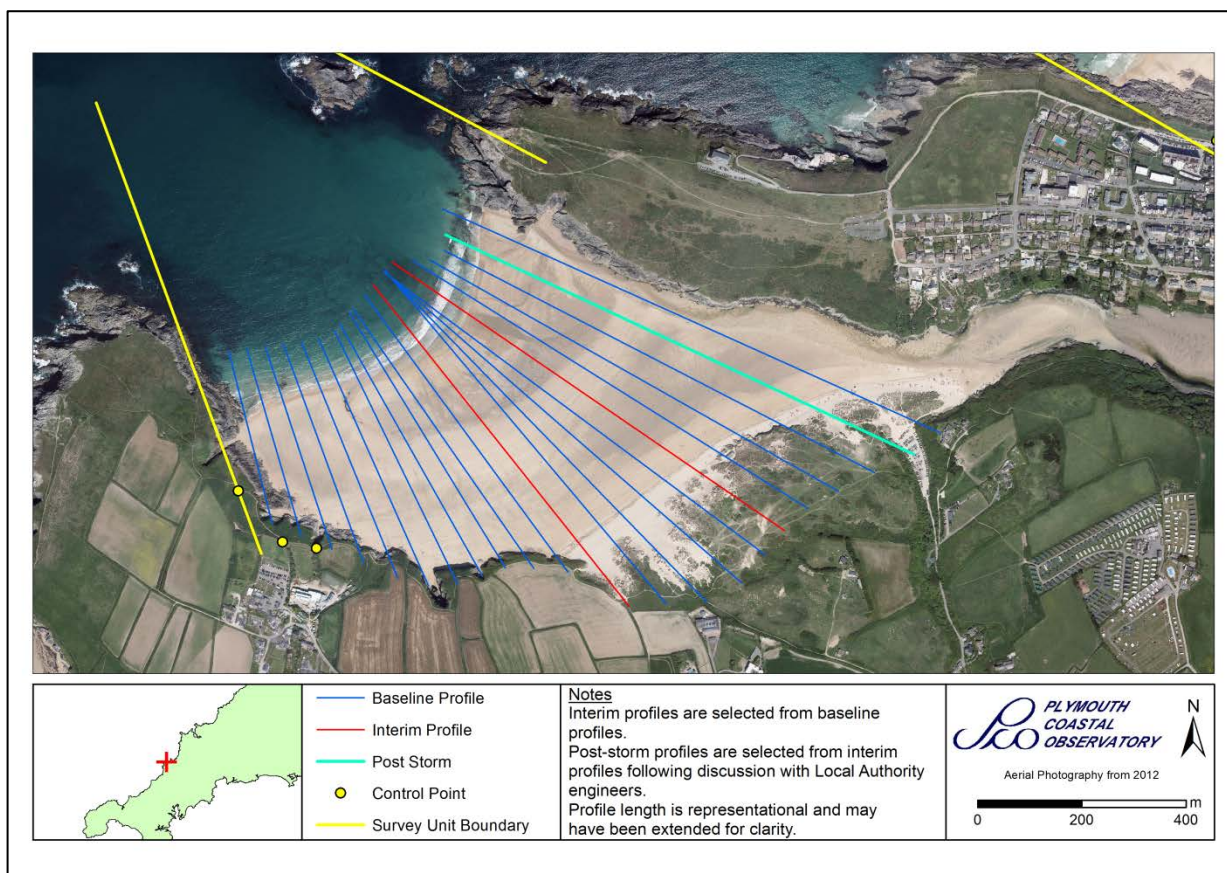 Baseline Profile
Interim Profile
Post Storm
Control Point
Survey Unit Boundary
Notes
Interim profiles are selected from baseline
profiles.
Post-storm profiles are selected from interim
profiles following discussion with Local Authority
engineers.
Profile length is representational and may
have been extended for clarity.
PLYMOUTH
COASTAL
OBSERVATORY
N
Aerial Photography from 2012
m
0 200 400